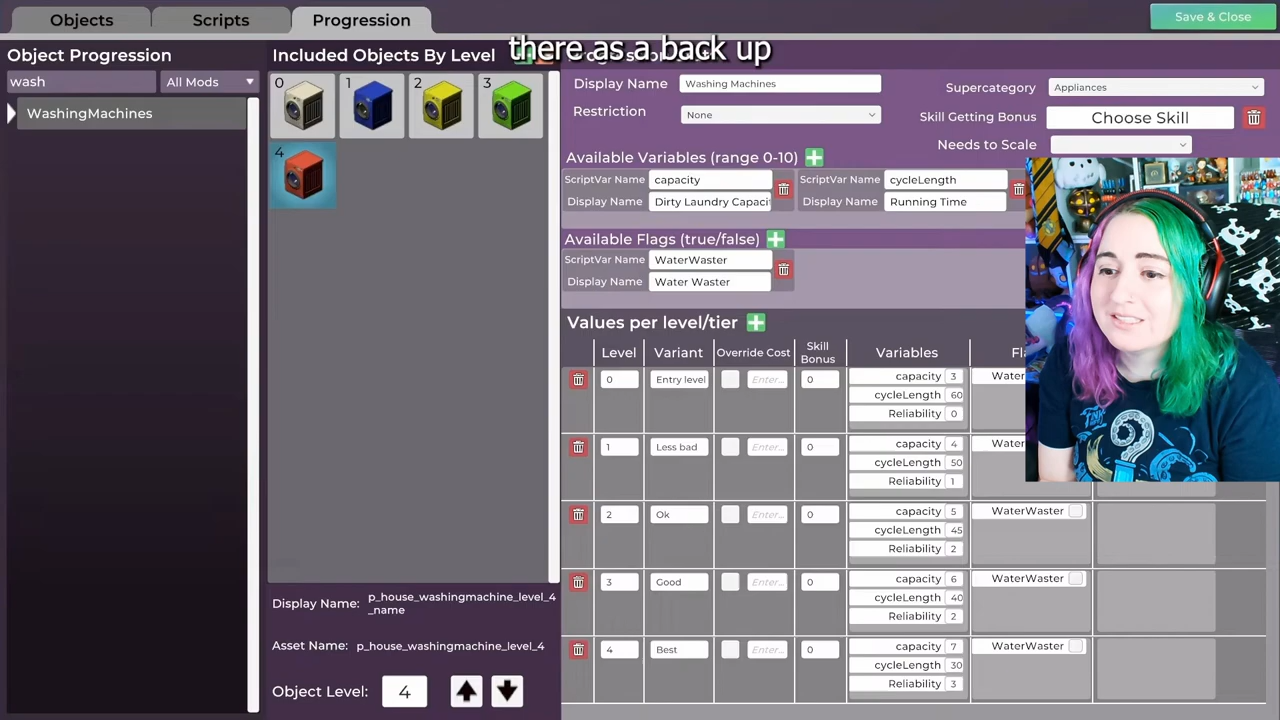 Objects
Scripts
Progression
Save & Close
there as a back up
Object Progression
wash
All Mods
WashingMachines
Included Objects By Level
0
1
2
3
4
Display Name: p_house_washingmachine_level_4
_name
Asset Name: p_house_washingmachine_level_4
Object Level: 4
Display Name Washing Machines
Supercategory Appliances
Restriction None
Skill Getting Bonus Choose Skill
Needs to Scale
Available Variables (range 0-10)
ScriptVar Name capacity
Display Name Dirty Laundry Capaci
ScriptVar Name cycleLength
Display Name Running Time
Available Flags (true/false)
ScriptVar Name WaterWaster
Display Name Water Waster
Values per level/tier
Level Variant Override Cost Skill Bonus Variables
0 Entry level Enter... 0
capacity 3
cycleLength 60
Reliability 0
1 Less bad Enter... 0
capacity 4
cycleLength 50
Reliability 1
2 Ok Enter... 0
capacity 5 WaterWaster
cycleLength 45
Reliability 2
3 Good Enter... 0
capacity 6 WaterWaster
cycleLength 40
Reliability 2
4 Best Enter... 0
capacity 7 WaterWaster
cycleLength 30
Reliability 3